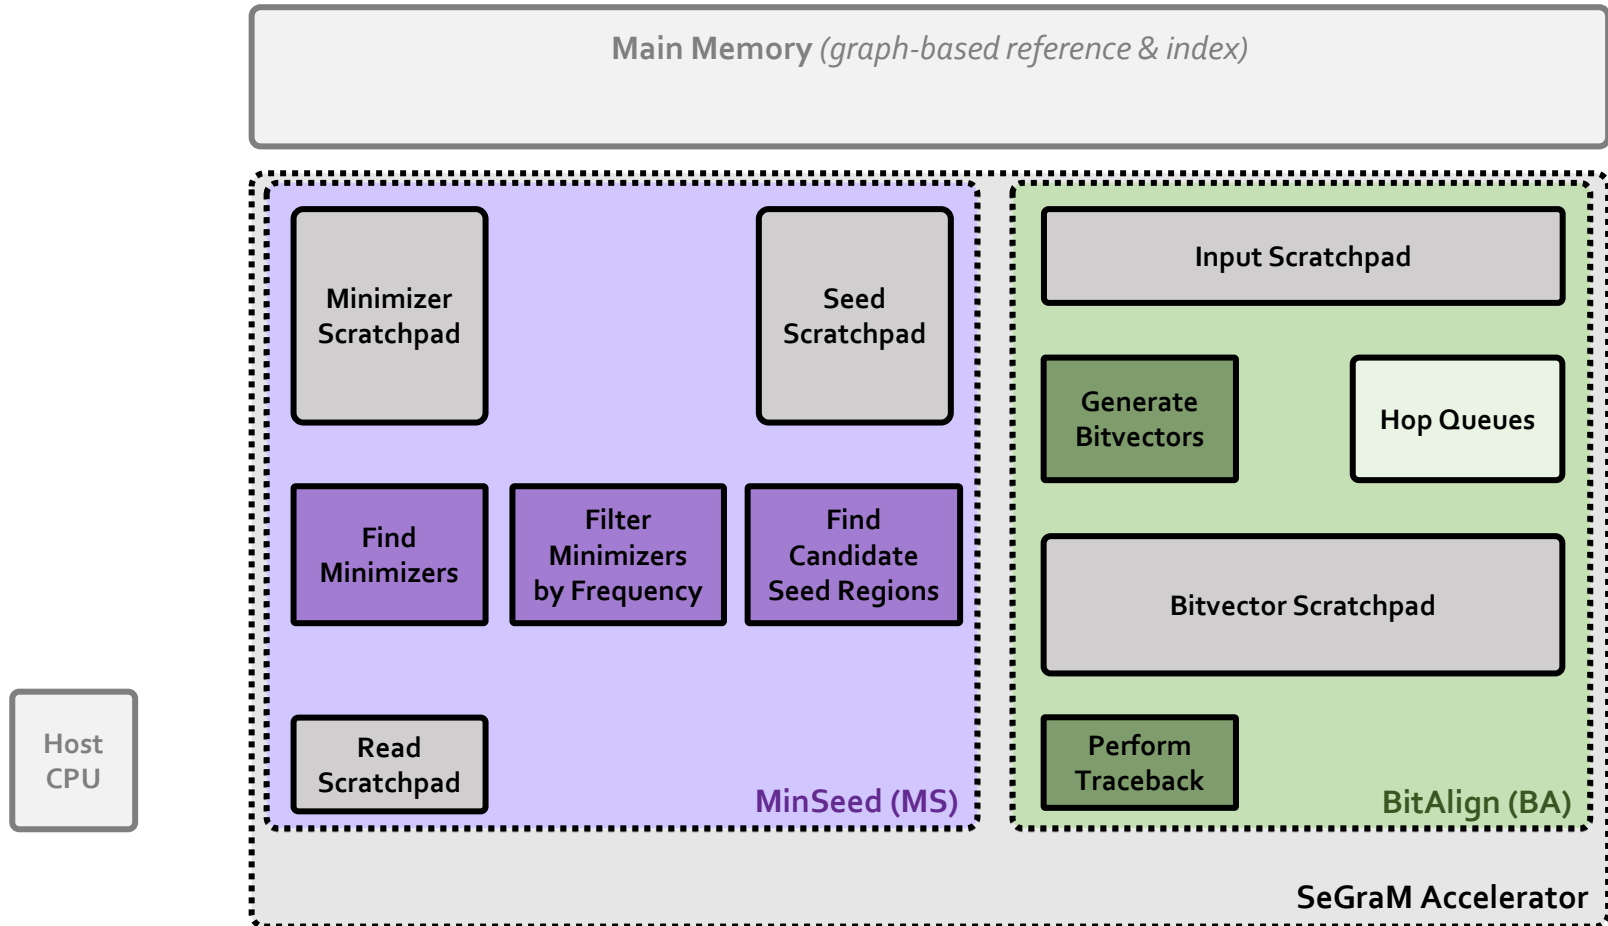 Main Memory (graph-based reference & index)
Minimizer
Scratchpad
Seed
Scratchpad
Find
Minimizers
Filter
Minimizers
by Frequency
Find
Candidate
Seed Regions
Read
Scratchpad
MinSeed (MS)
Input Scratchpad
Generate
Bitvectors
Hop Queues
Bitvector Scratchpad
Perform
Traceback
BitAlign (BA)
Host
CPU
SeGraM Accelerator